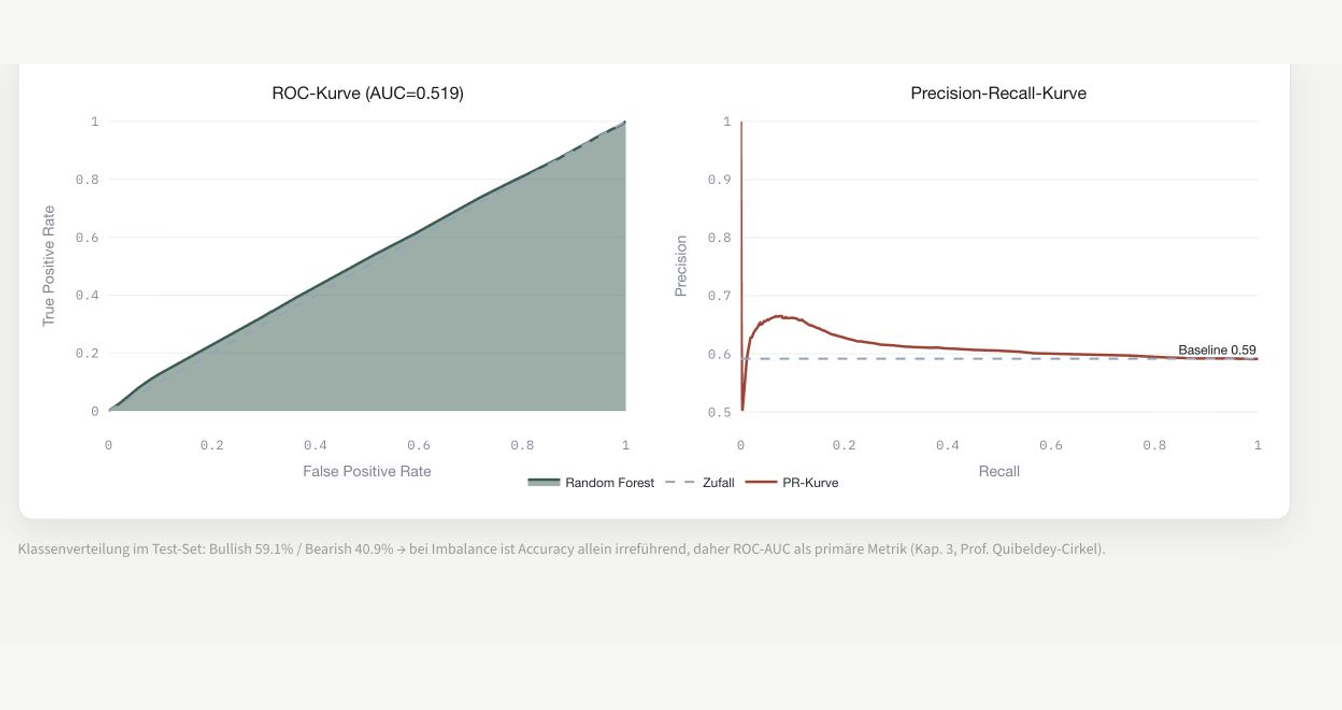 ROC-Kurve (AUC=0.519)
1
0.8
0.6
0.4
0.2
0
True Positive Rate
0 0.2 0.4 0.6 0.8 1
False Positive Rate
Precision-Recall-Kurve
1
0.9
0.8
0.7
0.6
0.5
Precision
Baseline 0.59
0 0.2 0.4 0.6 0.8 1
Recall
Random Forest Zufall PR-Kurve
Klassenverteilung im Test-Set: Bullish 59.1% / Bearish 40.9% → bei Imbalance ist Accuracy allein irreführend, daher ROC-AUC als primäre Metrik (Kap. 3, Prof. Quibeldey-Cirkel).